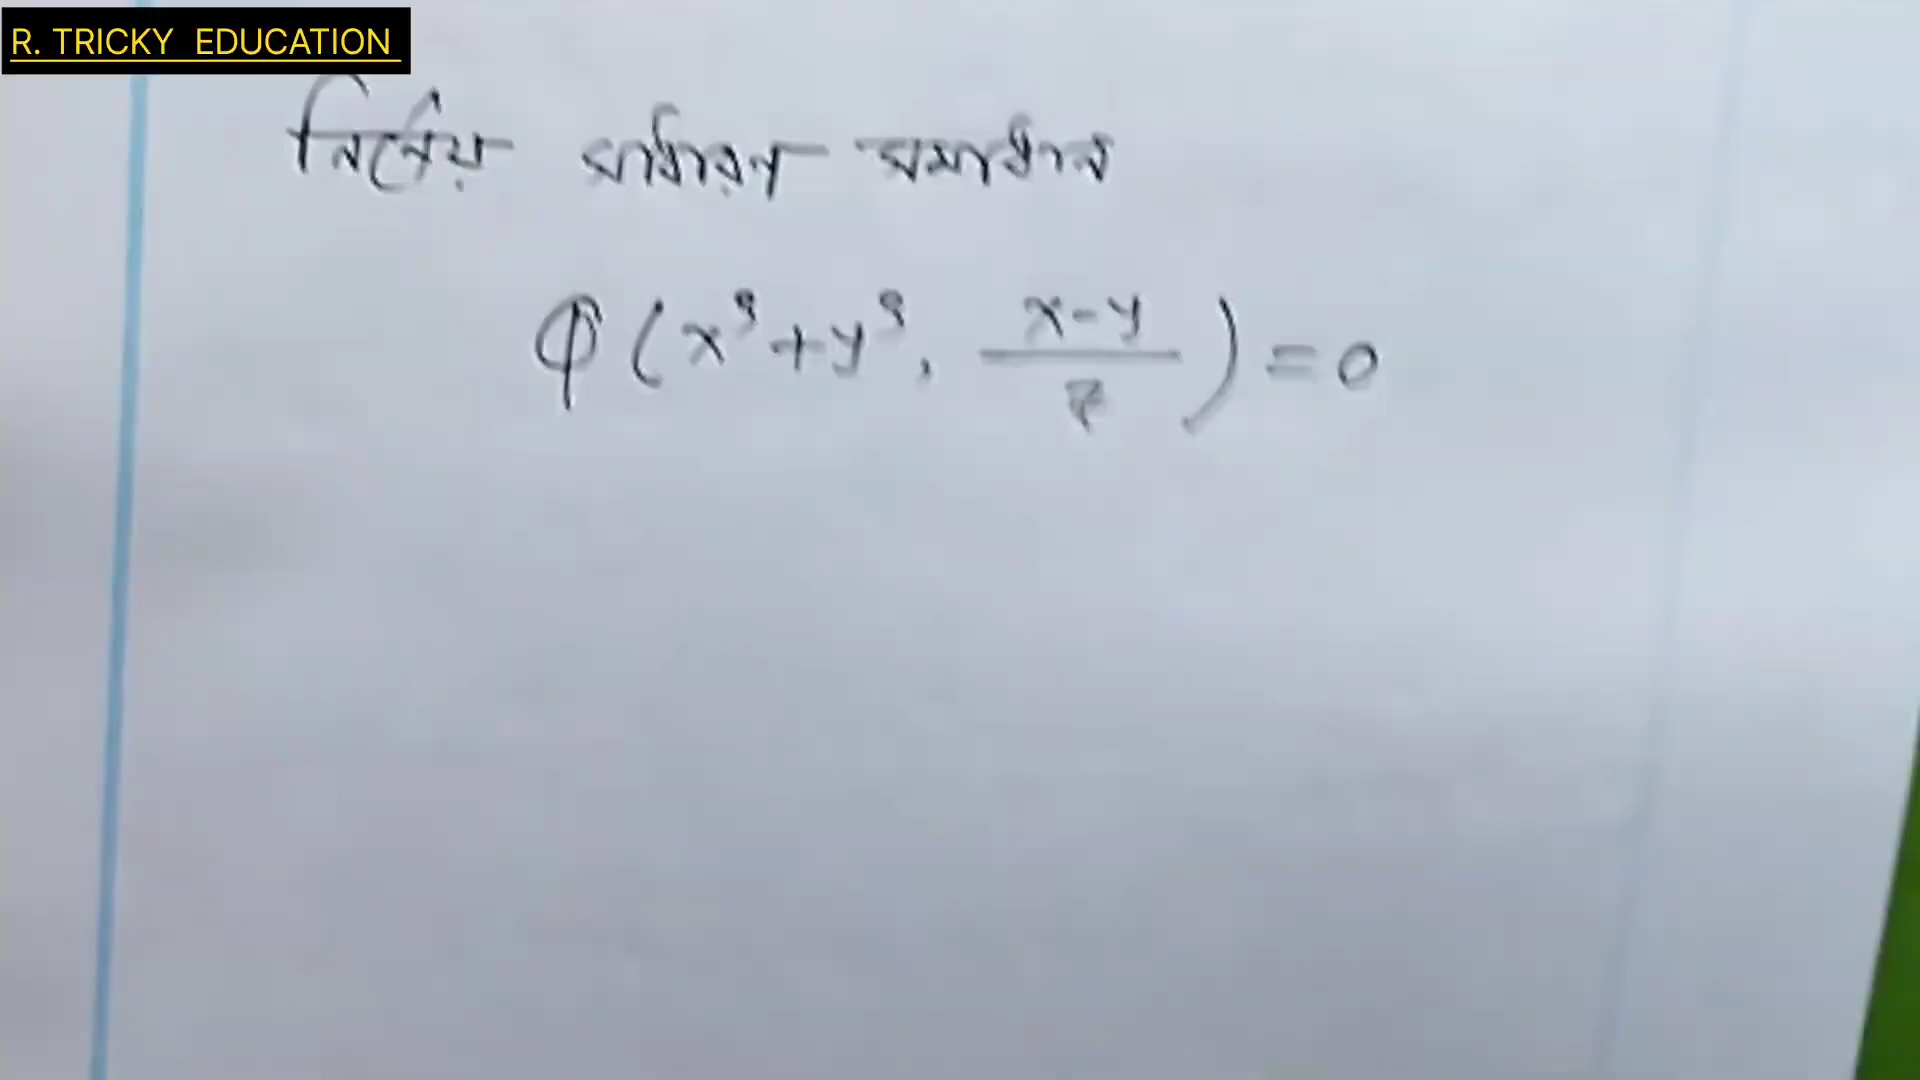 R. TRICKY EDUCATION
নির্ণেয় সাধারণ সমাধান
φ(x³+y³, (x-y)/z) = 0